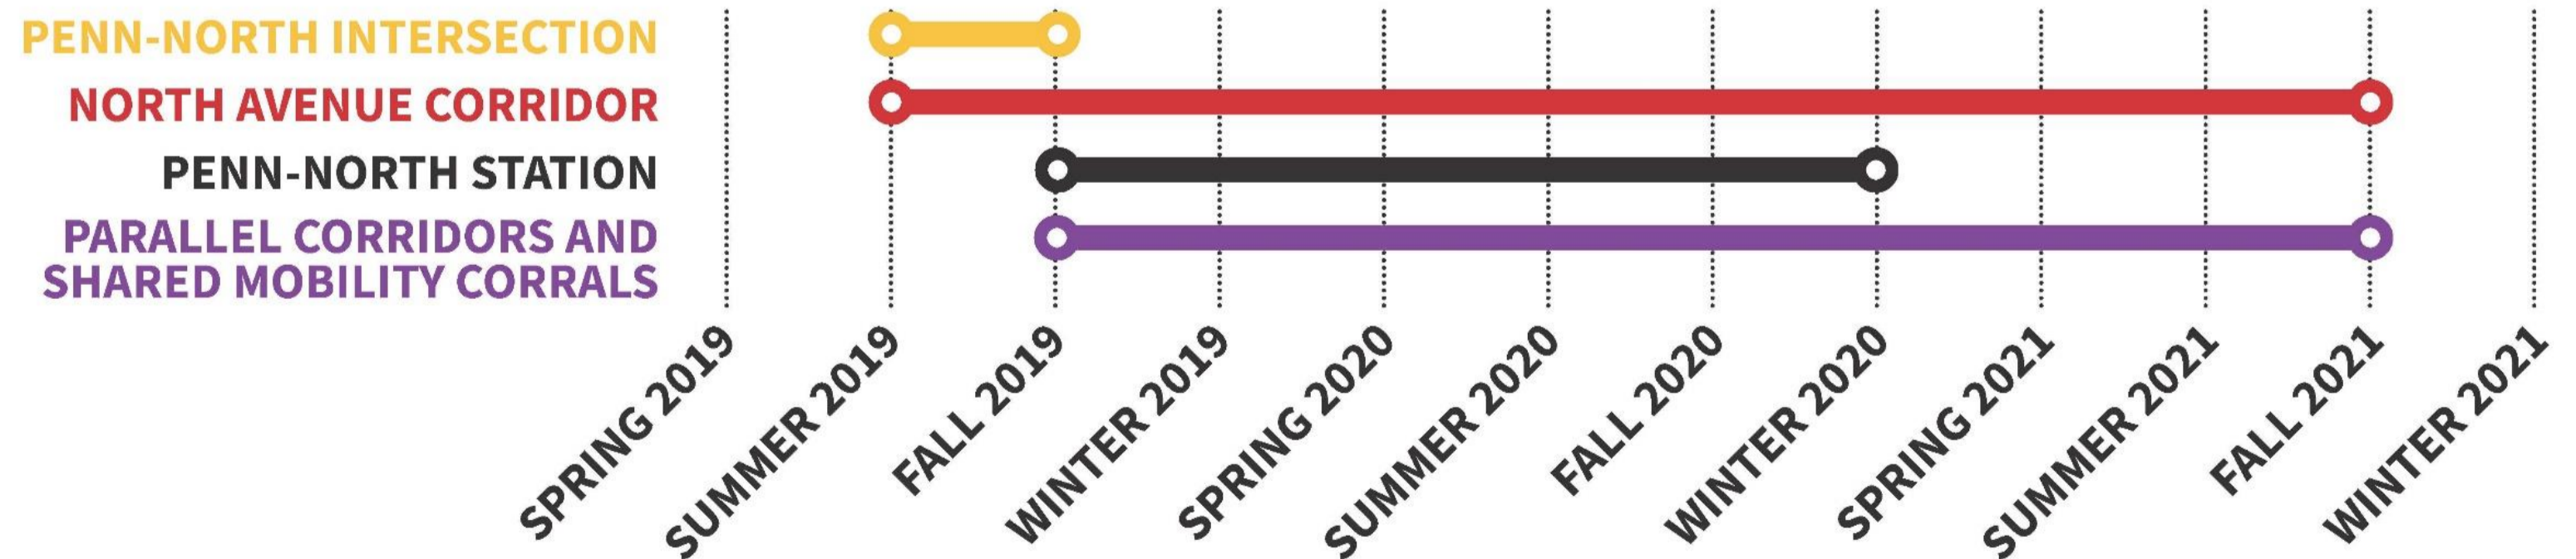 PENN-NORTH INTERSECTION
NORTH AVENUE CORRIDOR
PENN-NORTH STATION
PARALLEL CORRIDORS AND
SHARED MOBILITY CORRALS
SPRING 2019
SUMMER 2019
FALL 2019
WINTER 2019
SPRING 2020
SUMMER 2020
FALL 2020
WINTER 2020
SPRING 2021
SUMMER 2021
FALL 2021
WINTER 2021